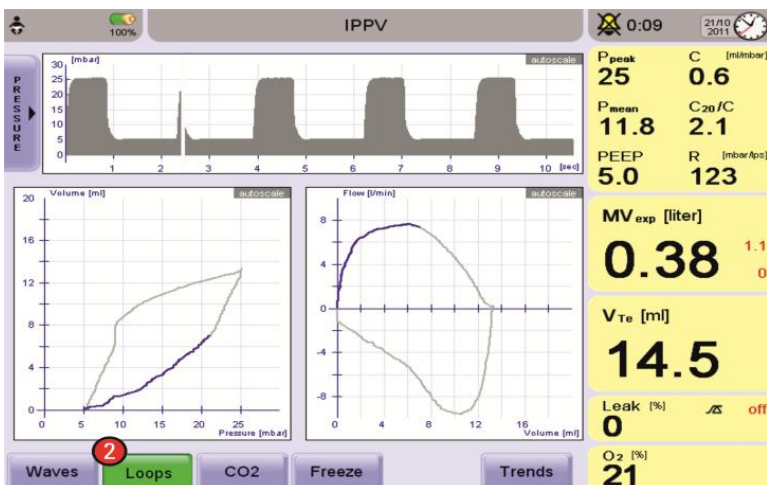 100%
IPPV
0:09
21/10
2011
PRESSURE
[mbar]
autoscale
30
25
20
15
10
5
0
1 2 3 4 5 6 7 8 9 10 [sec]
Volume [ml]
autoscale
20
16
12
8
4
0
0 5 10 15 20 25
Pressure [mbar]
Flow [l/min]
autoscale
8
4
0
-4
-8
0 4 8 12 16
Volume [ml]
Ppeak C [ml/mbar]
25 0.6
Pmean C20/C
11.8 2.1
PEEP R [mbar/lps]
5.0 123
MVexp [liter]
0.38
1.1
0
VTe [ml]
14.5
Leak [%] off
0
O2 [%]
21
2
Waves Loops CO2 Freeze Trends